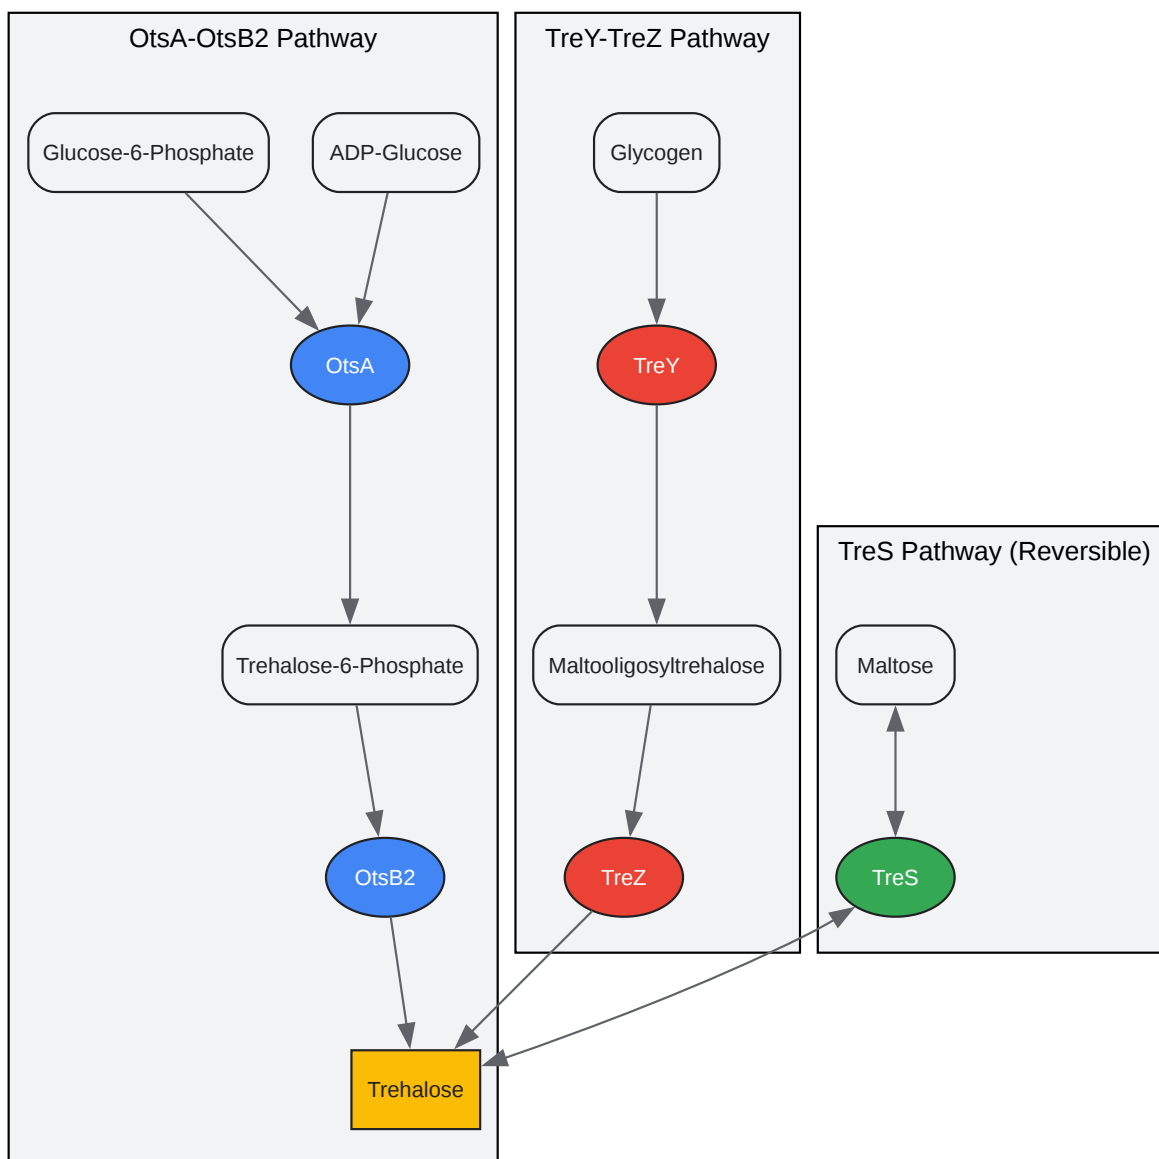 OtsA-OtsB2 Pathway
TreY-TreZ Pathway
Glucose-6-Phosphate
ADP-Glucose
Glycogen
OtsA
TreY
TreS Pathway (Reversible)
Trehalose-6-Phosphate
Maltooligosyltrehalose
Maltose
OtsB2
TreZ
TreS
Trehalose